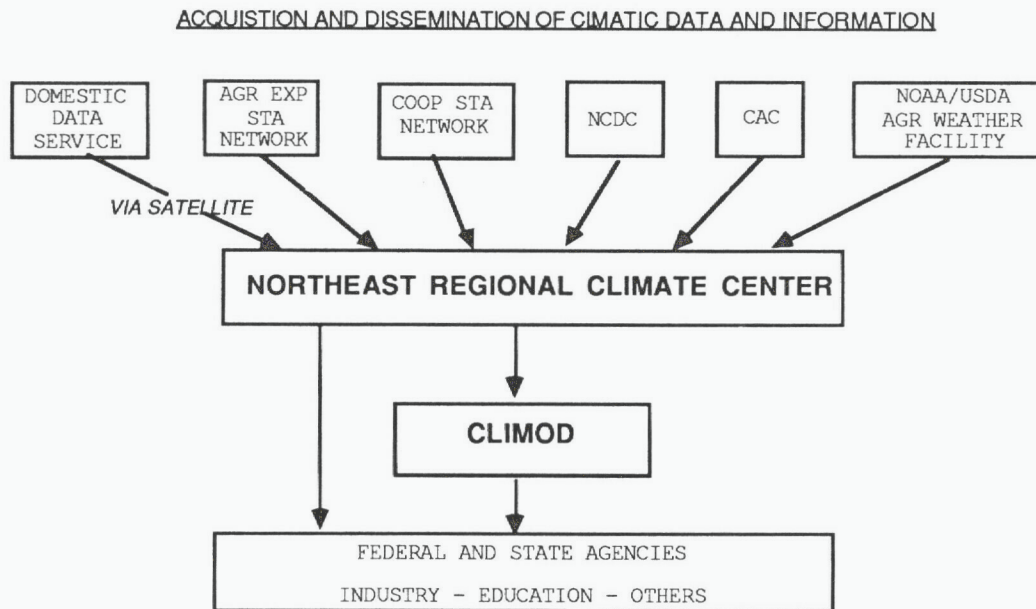 ACQUISTION AND DISSEMINATION OF CIMATIC DATA AND INFORMATION
DOMESTIC
DATA
SERVICE
AGR EXP
STA
NETWORK
COOP STA
NETWORK
NCDC
CAC
NOAA/USDA
AGR WEATHER
FACILITY
VIA SATELLITE
NORTHEAST REGIONAL CLIMATE CENTER
CLIMOD
FEDERAL AND STATE AGENCIES
INDUSTRY - EDUCATION - OTHERS